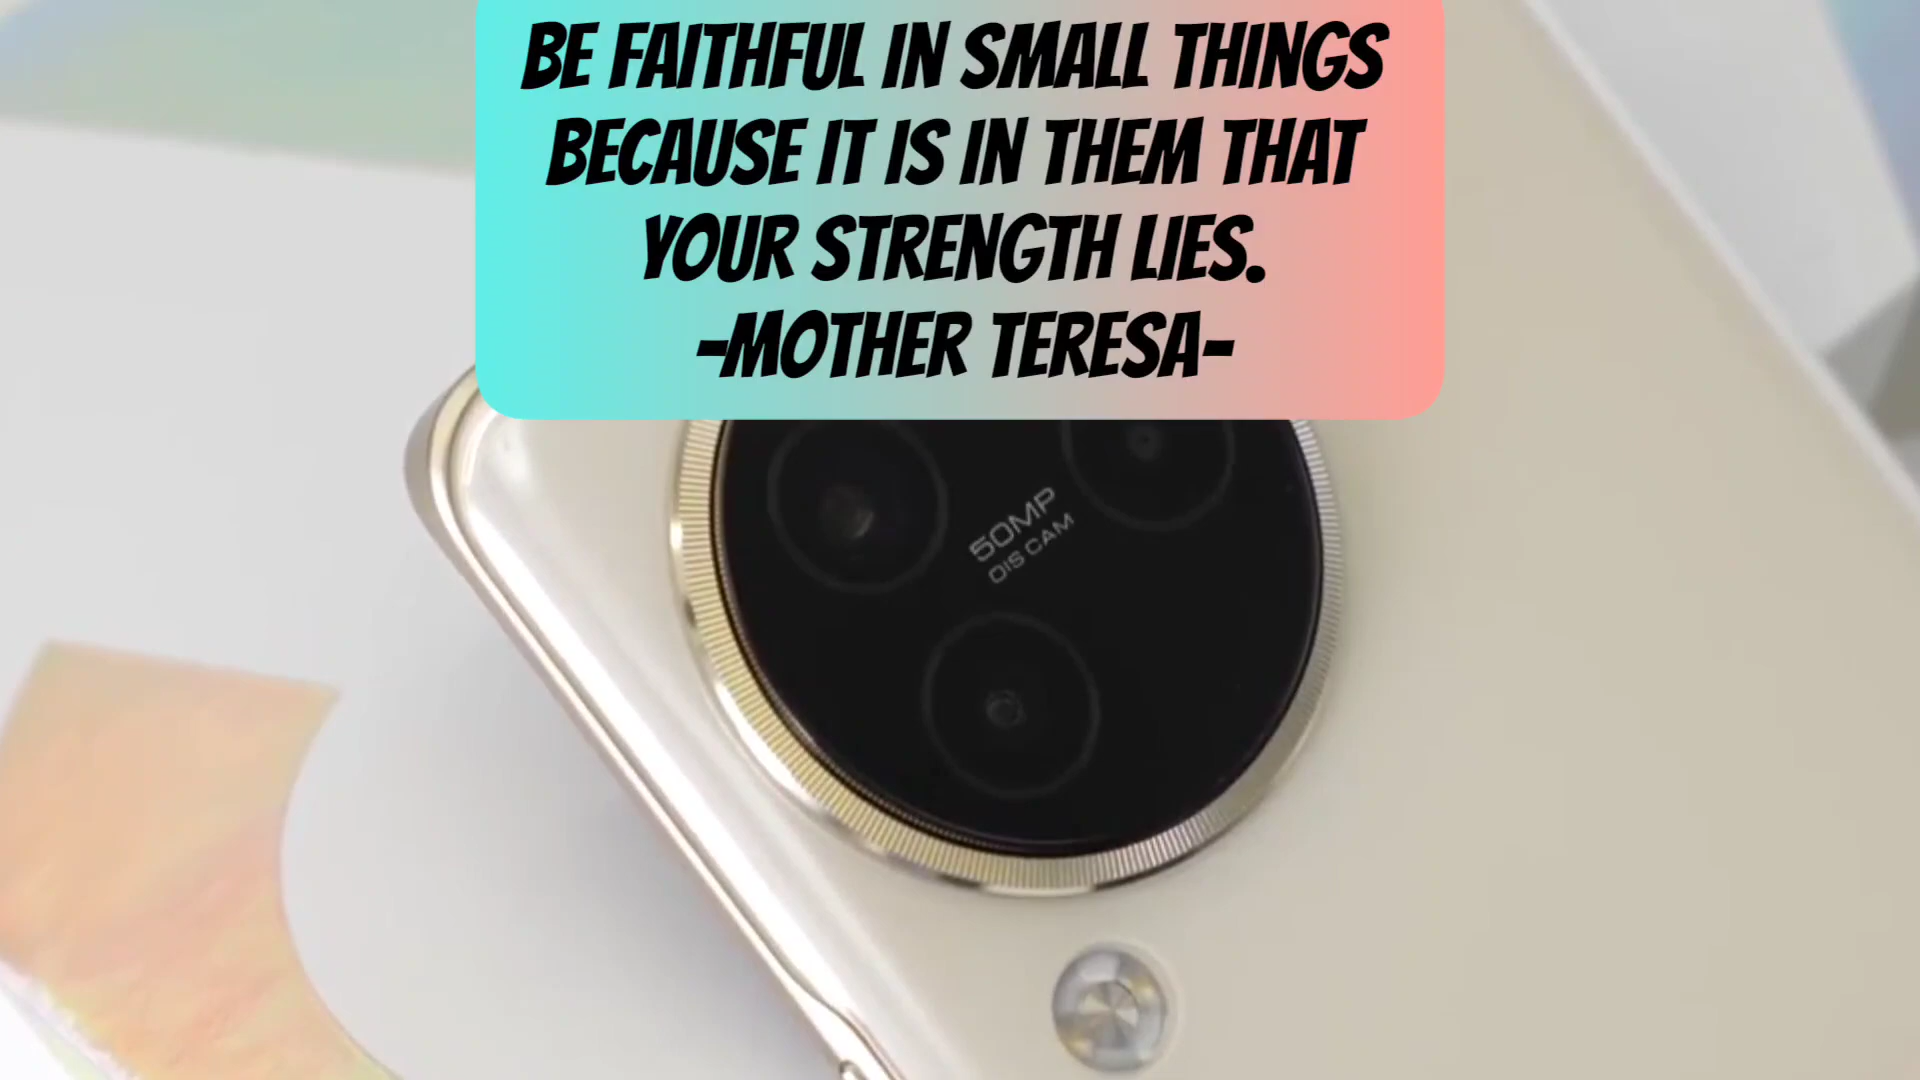 BE FAITHFUL IN SMALL THINGS
BECAUSE IT IS IN THEM THAT
YOUR STRENGTH LIES.
-MOTHER TERESA-
50MP
OIS CAM